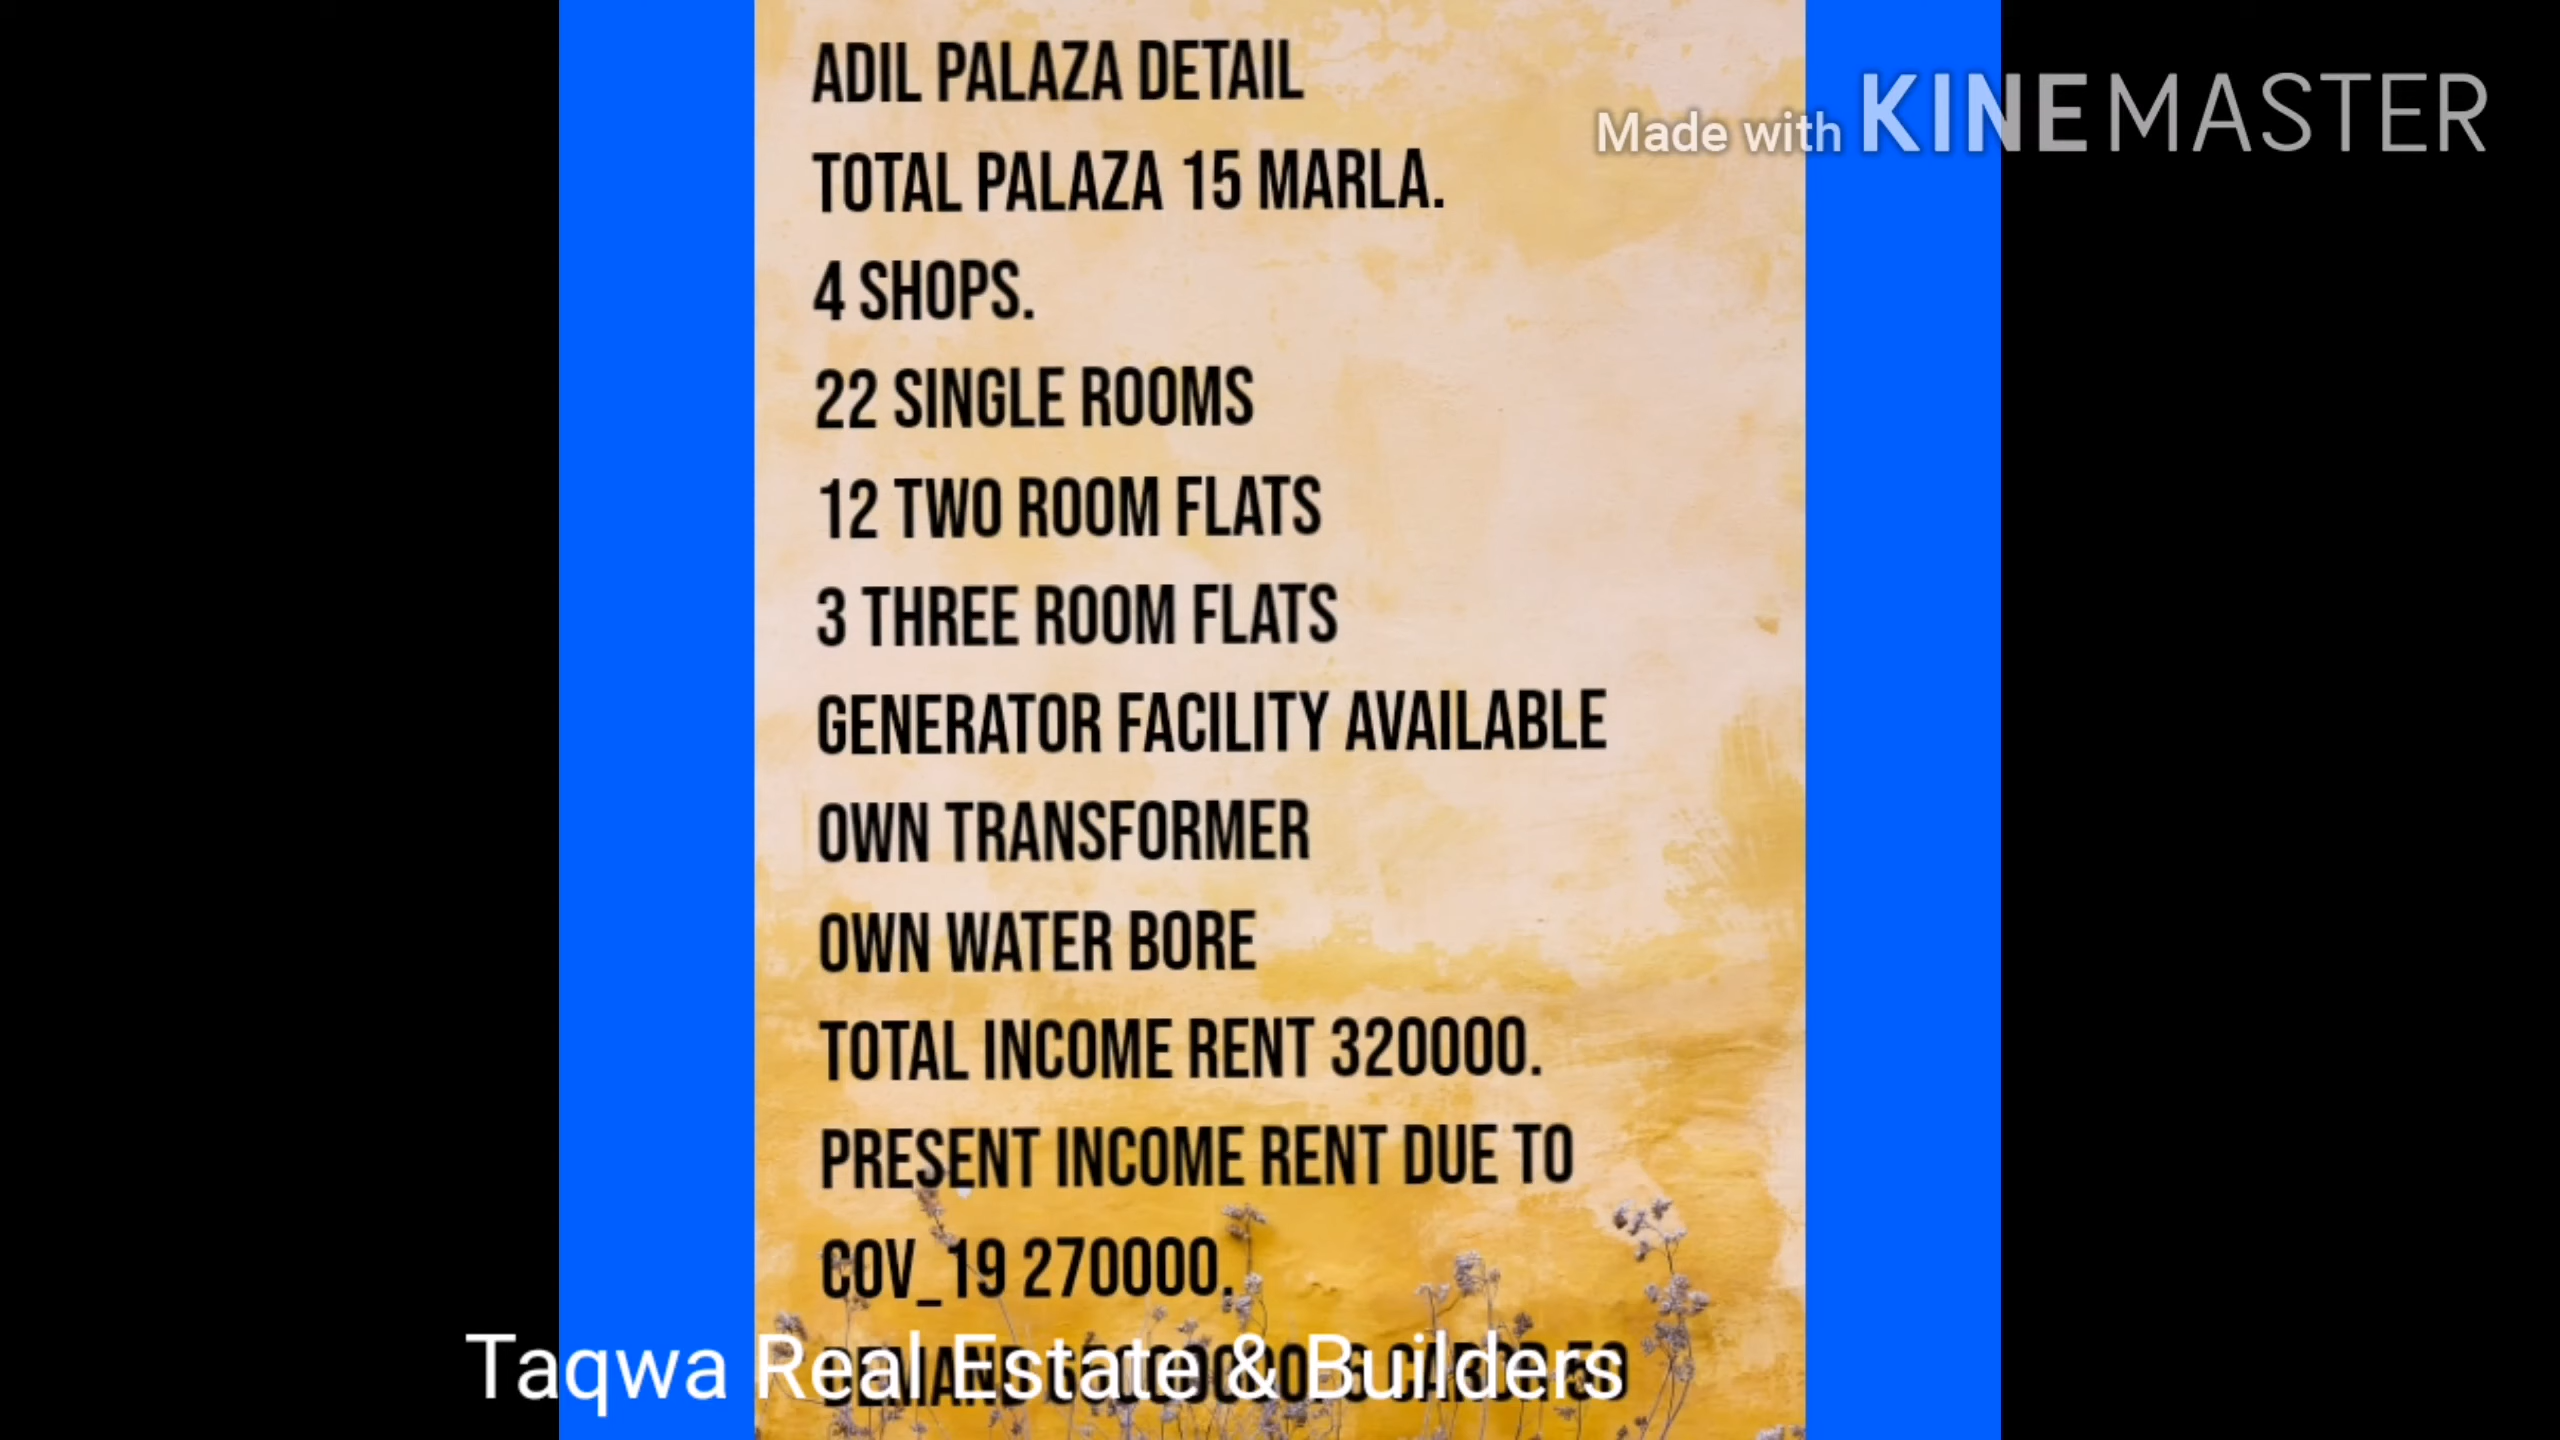 ADIL PALAZA DETAIL
Made with KINEMASTER
TOTAL PALAZA 15 MARLA.
4 SHOPS.
22 SINGLE ROOMS
12 TWO ROOM FLATS
3 THREE ROOM FLATS
GENERATOR FACILITY AVAILABLE
OWN TRANSFORMER
OWN WATER BORE
TOTAL INCOME RENT 320000.
PRESENT INCOME RENT DUE TO
COV_19 270000.
DEMAND
Taqwa Real Estate & Builders